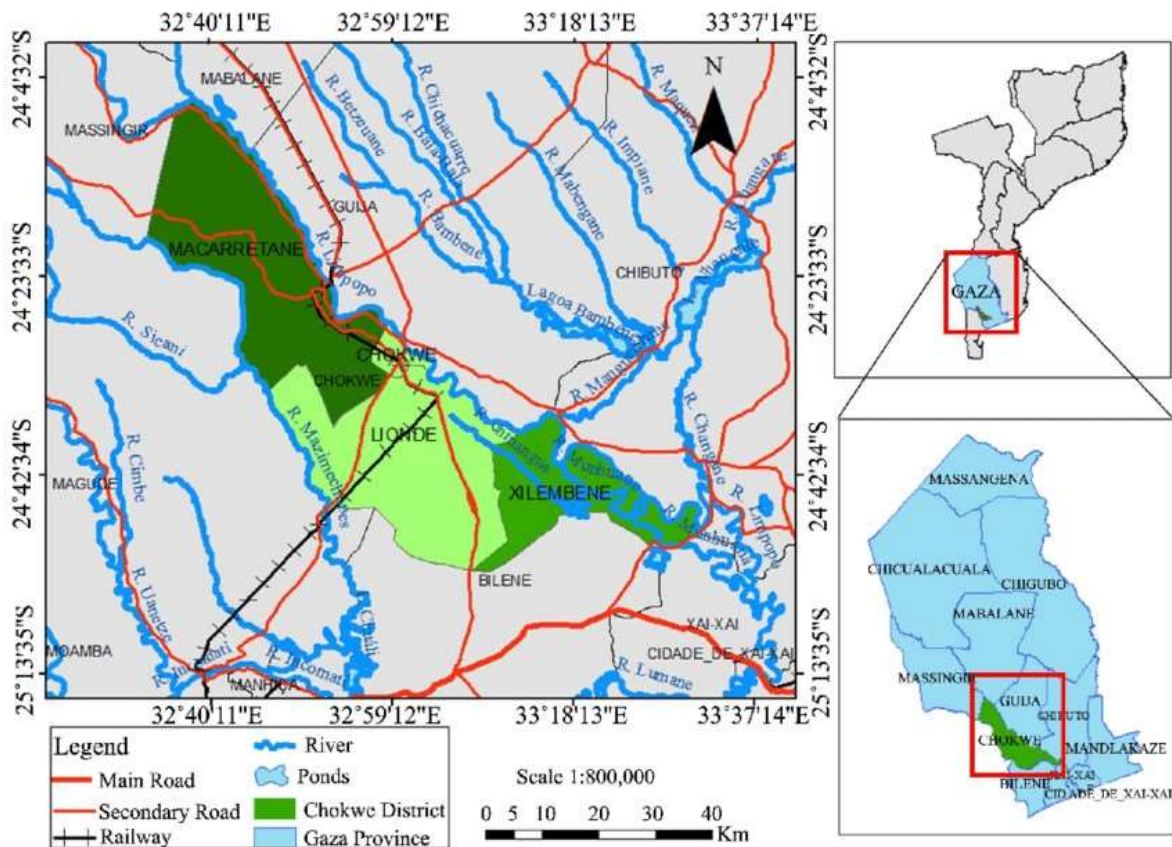 32°40'11"E 32°59'12"E 33°18'13"E 33°37'14"E
24°4'32"S
24°23'33"S
24°42'34"S
25°13'35"S
N
MABALANE
MASSINGIR
GUIJA
MACARRETANE
R. Limpopo
R. Betzeuane
R. Bala-Bala
R. Bambene
R. Mabengane
R. Impiane
CHIBUTO
Lagoa Bambene
R. Sicani
CHOKWE
CHOKWE
LIONDE
XILEMBENE
R. Mazimechopes
R. Cimbe
MAGUDE
R. Uanetze
R. Changane
R. Limpopo
BILENE
XAI-XAI
CIDADE_DE_XAI-XAI
MOAMBA
R. Incomati
R. Incomati
MANHIÇA
R. Lumane
32°40'11"E 32°59'12"E 33°18'13"E 33°37'14"E
24°4'32"S
24°23'33"S
24°42'34"S
25°13'35"S
GAZA
MASSANGENA
CHICUALACUALA
CHIGUBO
MABALANE
MASSINGIR
GUIJA
CHIBUTO
CHOKWE
MANDLAKAZE
XAI-XAI
BILENE
CIDADE_DE_XAI-XAI
Legend
Main Road
Secondary Road
Railway
River
Ponds
Chokwe District
Gaza Province
Scale 1:800,000
0 5 10 20 30 40
Km